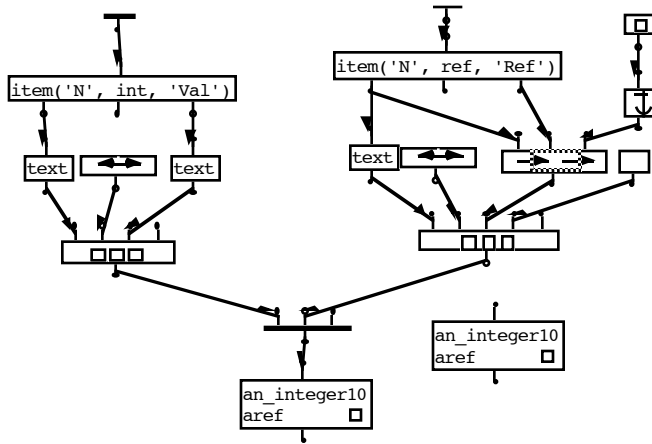 item('N', int, 'Val')
item('N', ref, 'Ref')
text
text
text
an_integer10
aref
an_integer10
aref